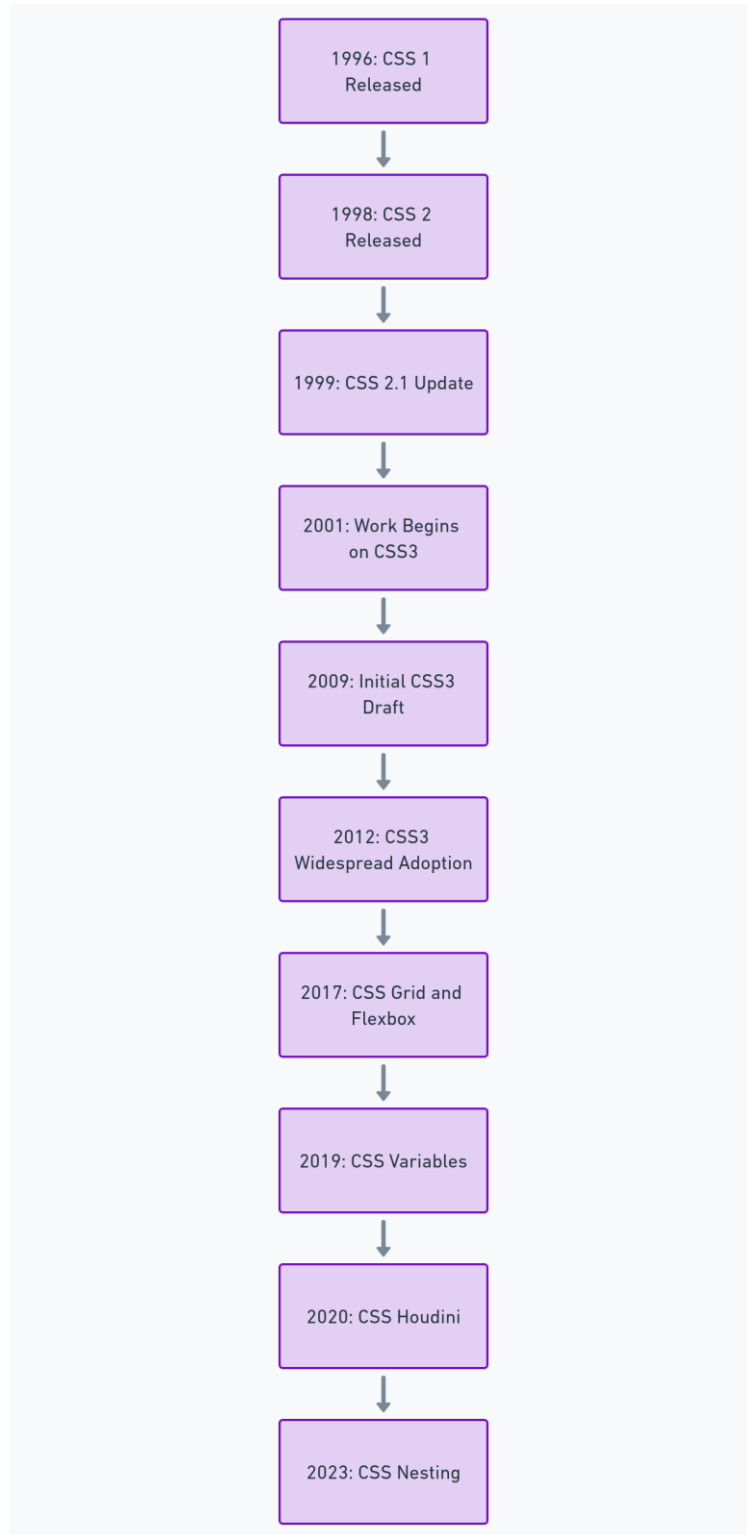 1996: CSS 1
Released
1998: CSS 2
Released
1999: CSS 2.1 Update
2001: Work Begins
on CSS3
2009: Initial CSS3
Draft
2012: CSS3
Widespread Adoption
2017: CSS Grid and
Flexbox
2019: CSS Variables
2020: CSS Houdini
2023: CSS Nesting